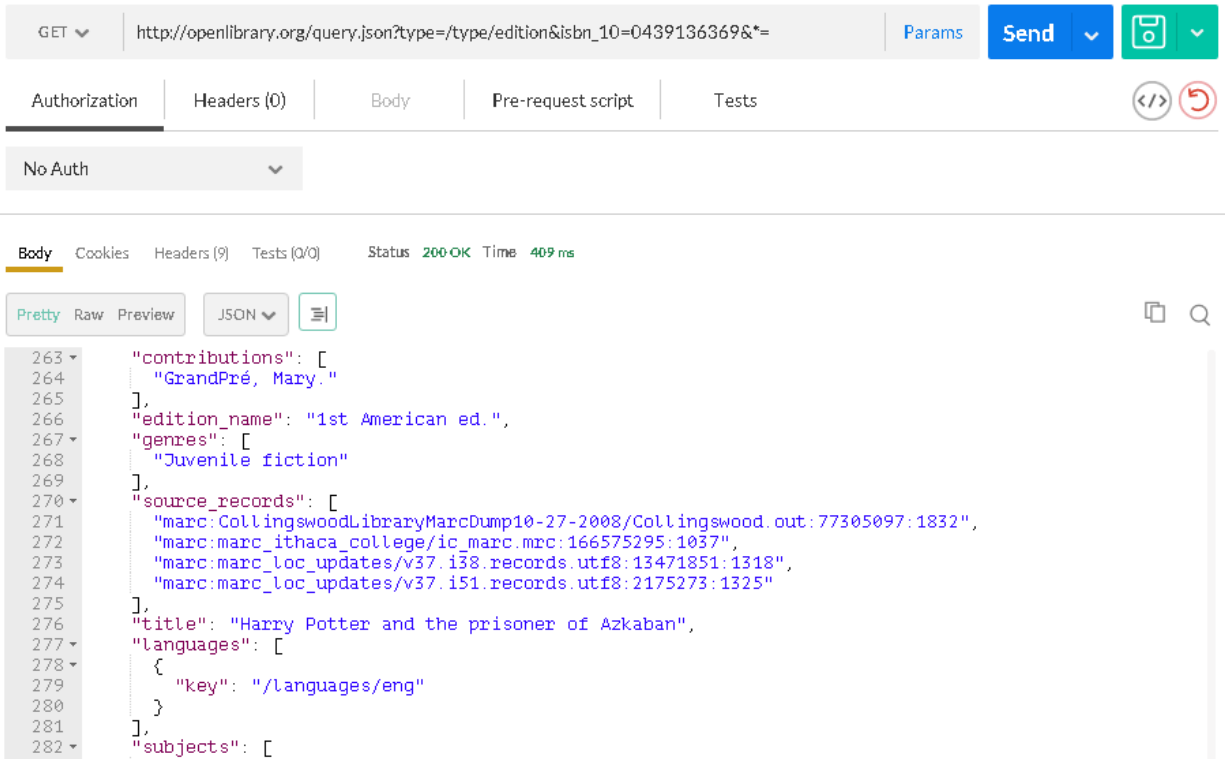 GET http://openlibrary.org/query.json?type=/type/edition&isbn_10=0439136369&*= Params Send
Authorization Headers (0) Body Pre-request script Tests </>
No Auth
Body Cookies Headers (9) Tests (0/0) Status 200 OK Time 409 ms
Pretty Raw Preview JSON
263 "contributions": [
264 "GrandPré, Mary."
265 ],
266 "edition_name": "1st American ed.",
267 "genres": [
268 "Juvenile fiction"
269 ],
270 "source_records": [
271 "marc:CollingswoodLibraryMarcDump10-27-2008/Collingswood.out:77305097:1832",
272 "marc:marc_ithaca_college/ic_marc.mrc:166575295:1037",
273 "marc:marc_loc_updates/v37.i38.records.utf8:13471851:1318",
274 "marc:marc_loc_updates/v37.i51.records.utf8:2175273:1325"
275 ],
276 "title": "Harry Potter and the prisoner of Azkaban",
277 "languages": [
278 {
279 "key": "/languages/eng"
280 }
281 ],
282 "subjects": [